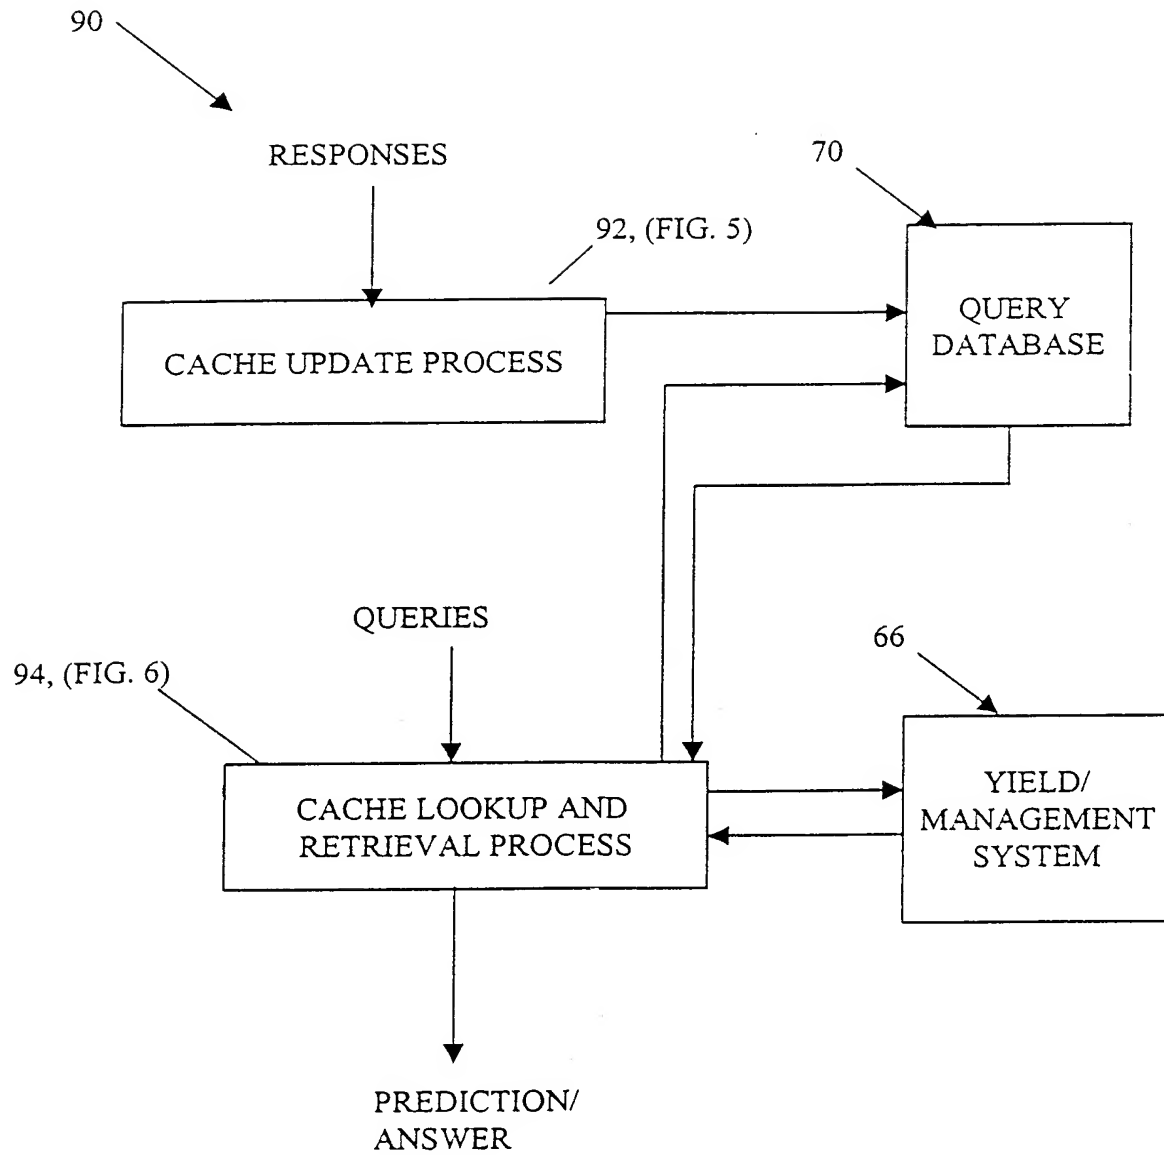 90
RESPONSES
70
92, (FIG. 5)
QUERY
DATABASE
CACHE UPDATE PROCESS
QUERIES
66
94, (FIG. 6)
CACHE LOOKUP AND
RETRIEVAL PROCESS
YIELD/
MANAGEMENT
SYSTEM
PREDICTION/
ANSWER